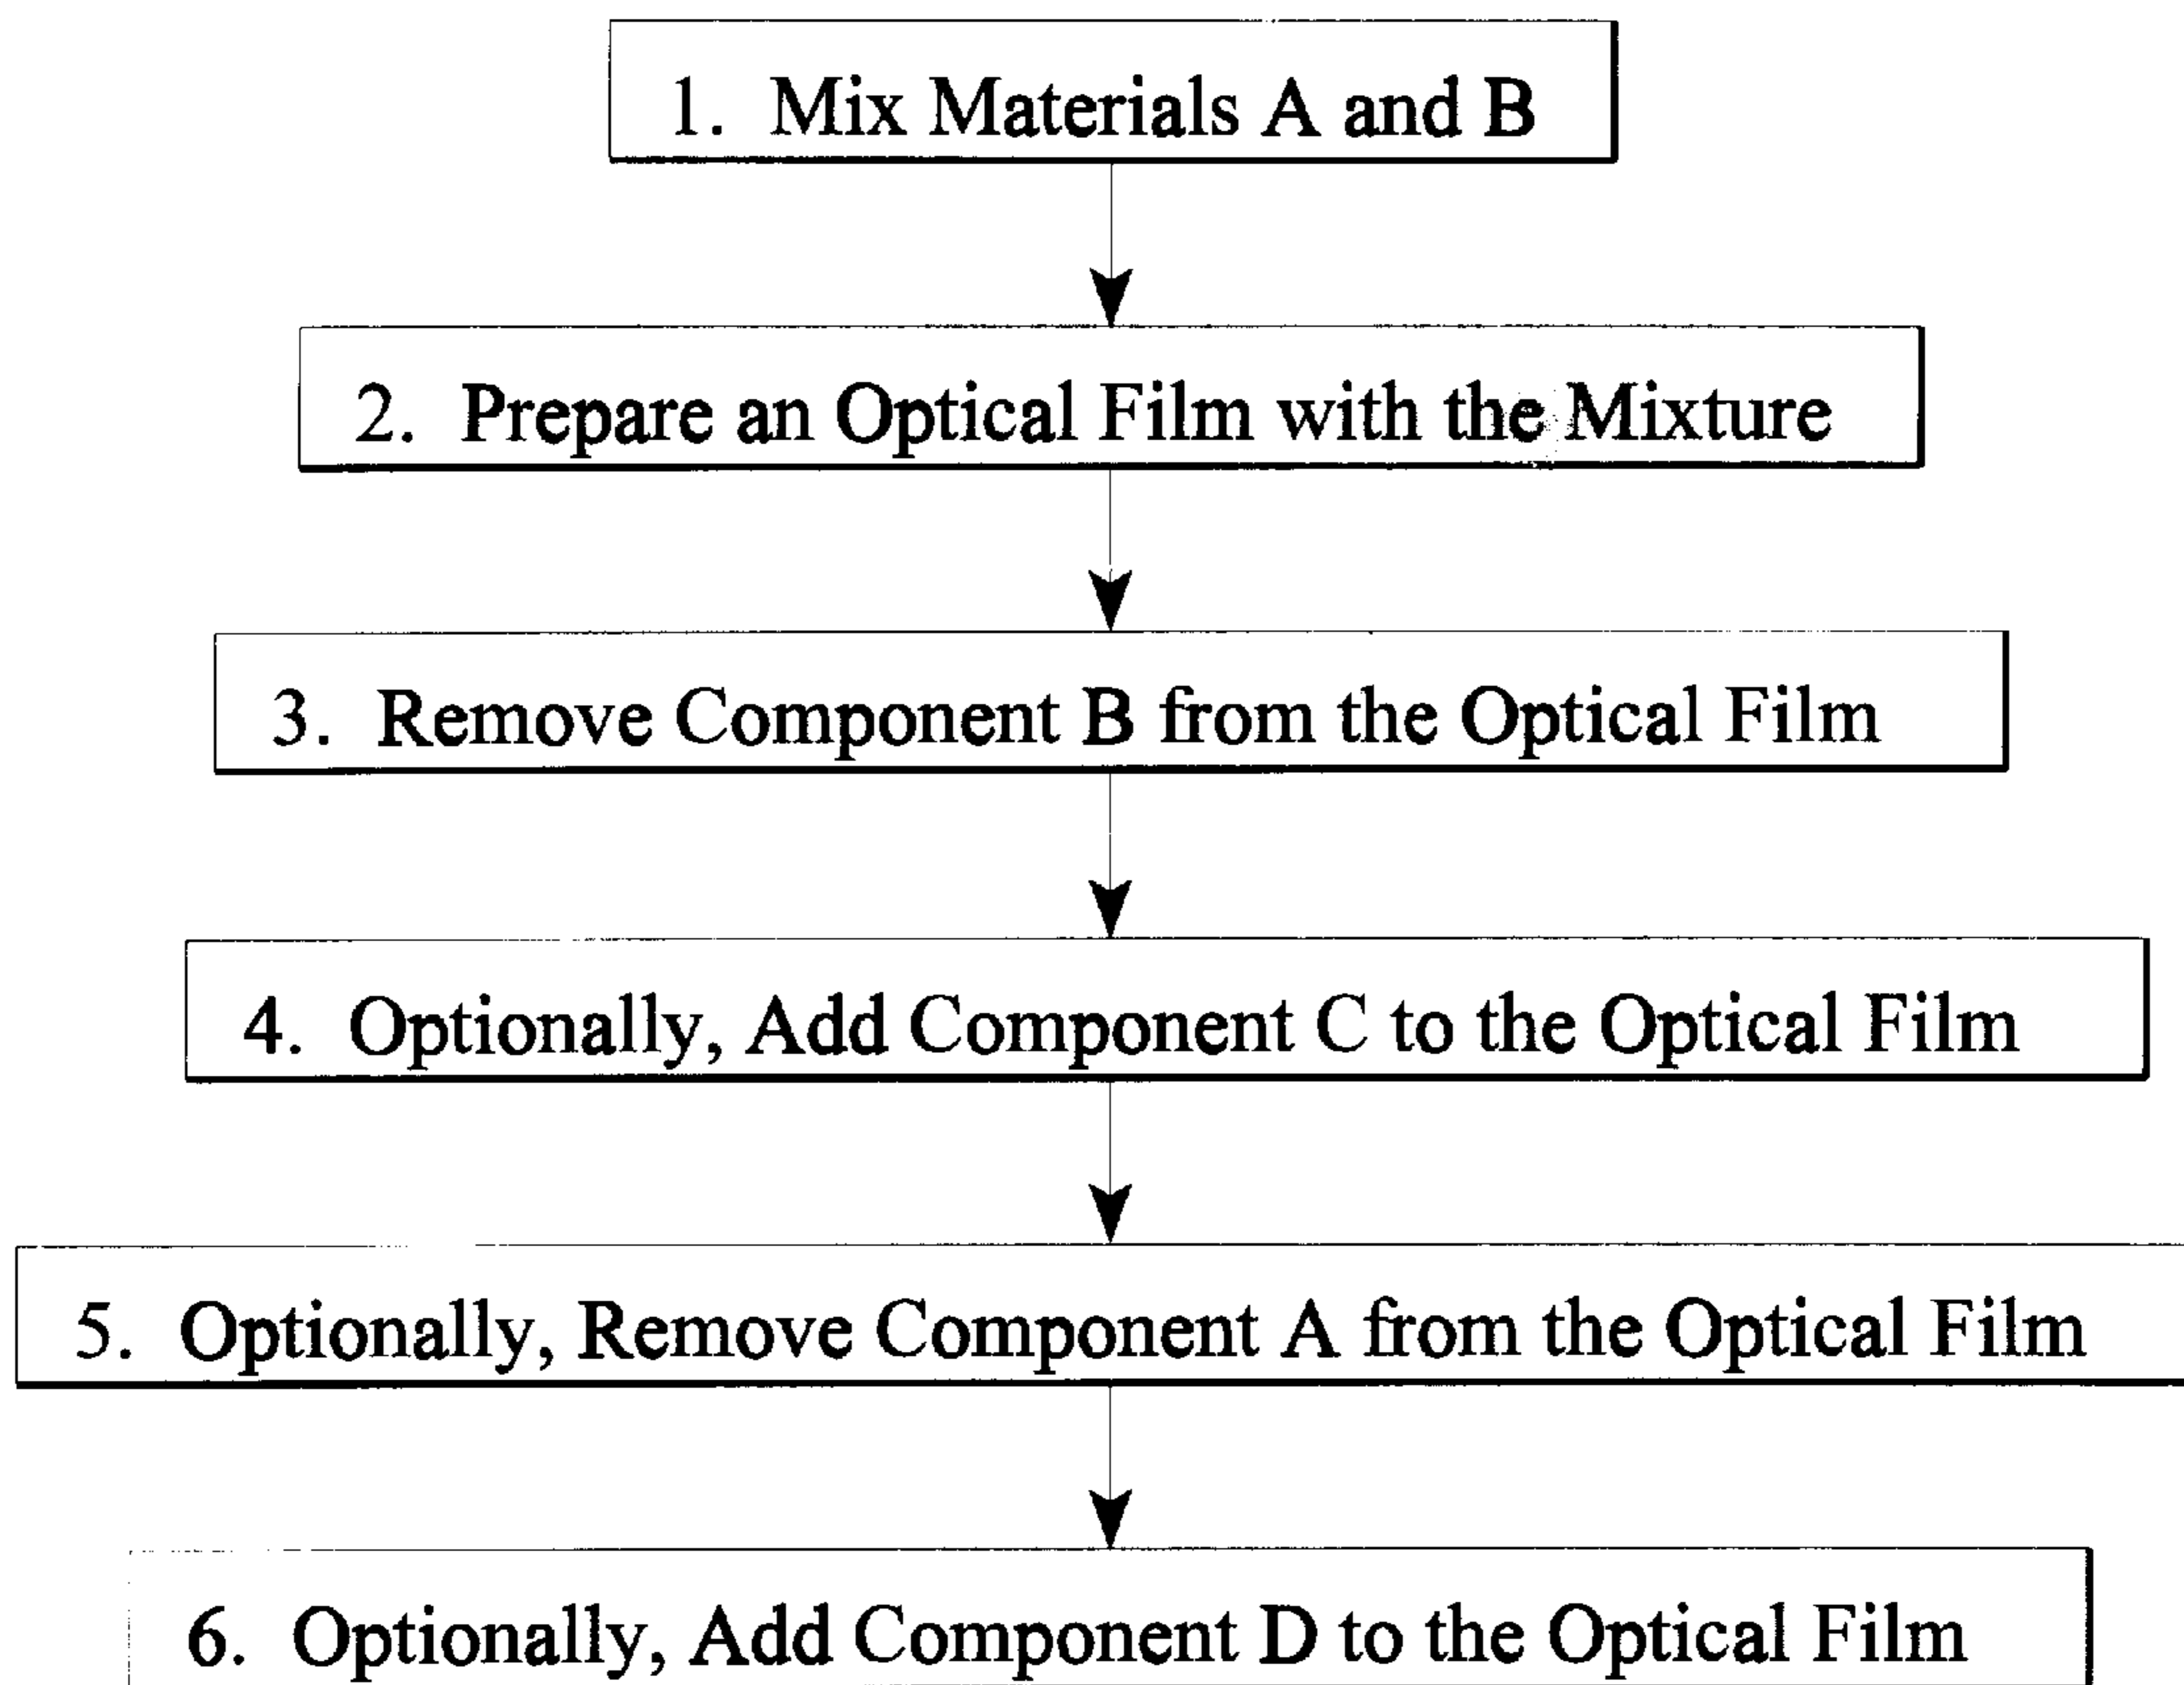 1. Mix Materials A and B
2. Prepare an Optical Film with the Mixture
3. Remove Component B from the Optical Film
4. Optionally, Add Component C to the Optical Film
5. Optionally, Remove Component A from the Optical Film
6. Optionally, Add Component D to the Optical Film